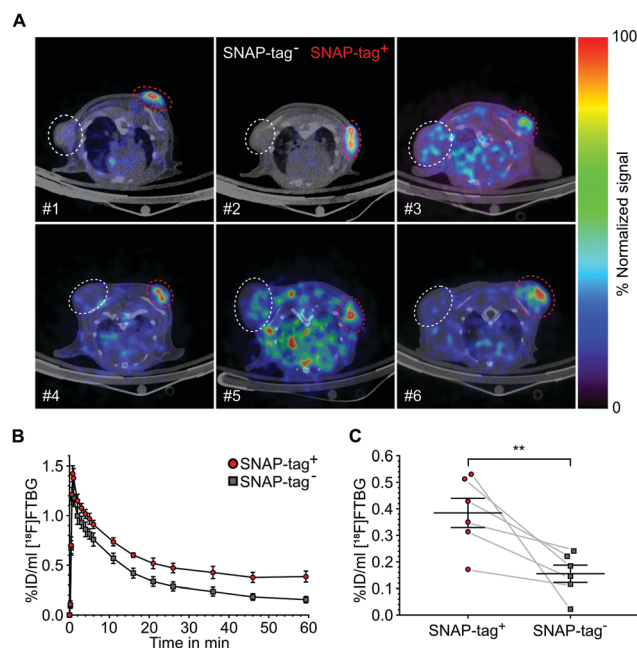 A
SNAP-tag⁻ SNAP-tag⁺
#1
#2
#3
#4
#5
#6
100
% Normalized signal
0
B
SNAP-tag⁺
SNAP-tag⁻
%ID/ml [¹⁸F]FTBG
1.5
1.0
0.5
0.0
0 10 20 30 40 50 60
Time in min
C
**
%ID/ml [¹⁸F]FTBG
0.6
0.5
0.4
0.3
0.2
0.1
0.0
SNAP-tag⁺ SNAP-tag⁻